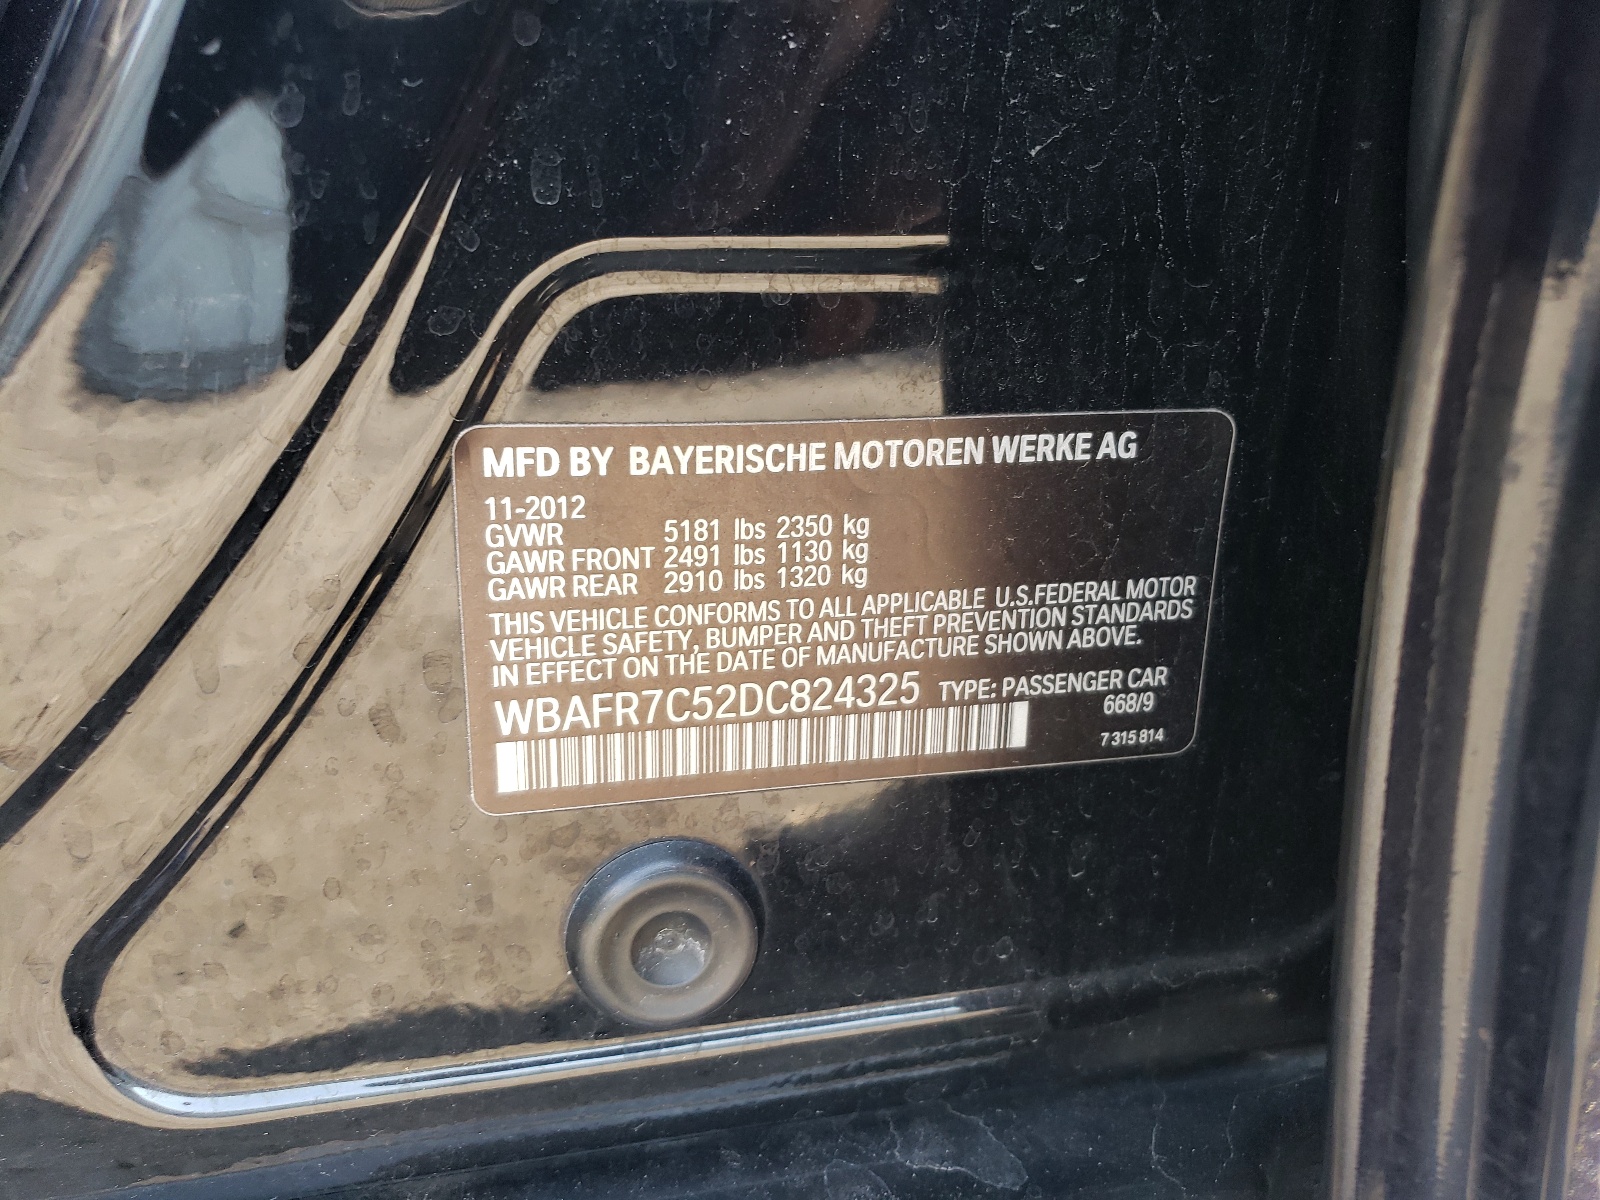 MFD BY BAYERISCHE MOTOREN WERKE AG
11-2012
GVWR 5181 lbs 2350 kg
GAWR FRONT 2491 lbs 1130 kg
GAWR REAR 2910 lbs 1320 kg
THIS VEHICLE CONFORMS TO ALL APPLICABLE U.S.FEDERAL MOTOR
VEHICLE SAFETY, BUMPER AND THEFT PREVENTION STANDARDS
IN EFFECT ON THE DATE OF MANUFACTURE SHOWN ABOVE.
WBAFR7C52DC824325 TYPE: PASSENGER CAR
668/9
7 315 814